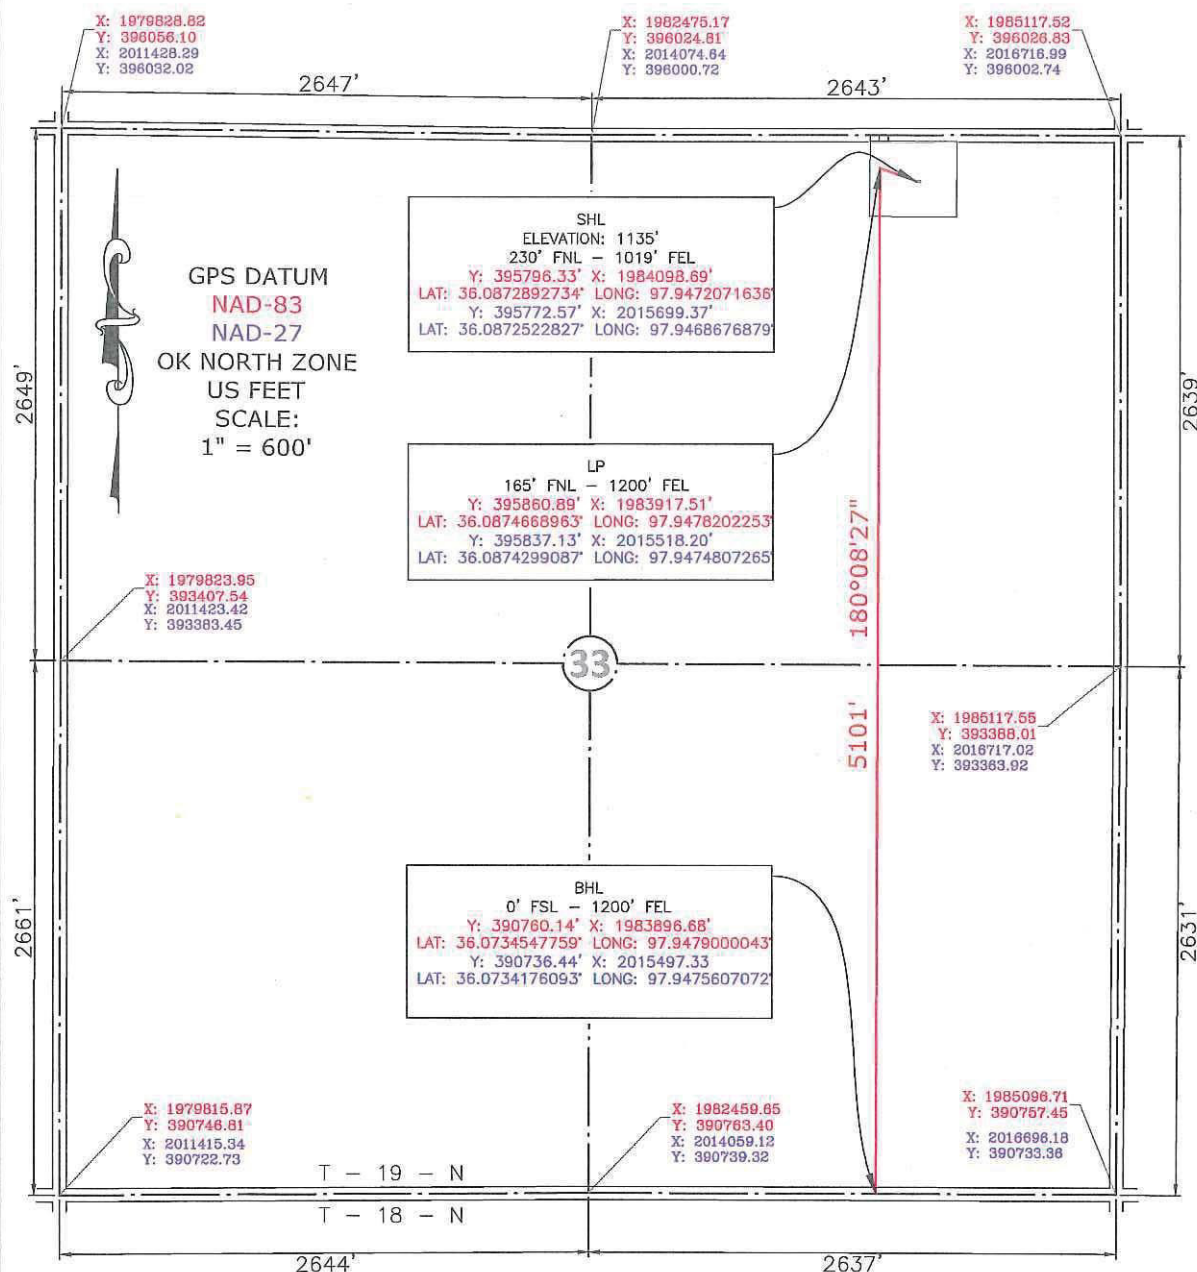 X: 1979828.82
Y: 396056.10
X: 2011428.29
Y: 396032.02
X: 1982475.17
Y: 396024.81
X: 2014074.64
Y: 396000.72
X: 1985117.52
Y: 396026.83
X: 2016716.99
Y: 396002.74
2647'
2643'
SHL
ELEVATION: 1135'
230' FNL – 1019' FEL
Y: 395796.33' X: 1984098.69'
LAT: 36.0872892734° LONG: 97.9472071636°
Y: 395772.57' X: 2015699.37'
LAT: 36.0872522827° LONG: 97.9468676879°
GPS DATUM
NAD-83
NAD-27
OK NORTH ZONE
US FEET
SCALE:
1" = 600'
2649'
2639'
LP
165' FNL – 1200' FEL
Y: 395860.89' X: 1983917.51'
LAT: 36.0874668963° LONG: 97.9478202253°
Y: 395837.13' X: 2015518.20'
LAT: 36.0874299087° LONG: 97.9474807265°
180°08'27"
X: 1979823.95
Y: 393407.54
X: 2011423.42
Y: 393383.45
33
5101'
X: 1985117.55
Y: 393388.01
X: 2016717.02
Y: 393363.92
BHL
0' FSL – 1200' FEL
Y: 390760.14' X: 1983896.68'
LAT: 36.0734547759° LONG: 97.9479000043°
Y: 390736.44' X: 2015497.33
LAT: 36.0734176093° LONG: 97.9475607072°
2661'
2631'
X: 1979815.87
Y: 390746.81
X: 2011415.34
Y: 390722.73
X: 1982459.65
Y: 390763.40
X: 2014059.12
Y: 390739.32
X: 1985096.71
Y: 390757.45
X: 2016696.18
Y: 390733.36
T – 19 – N
T – 18 – N
2644'
2637'